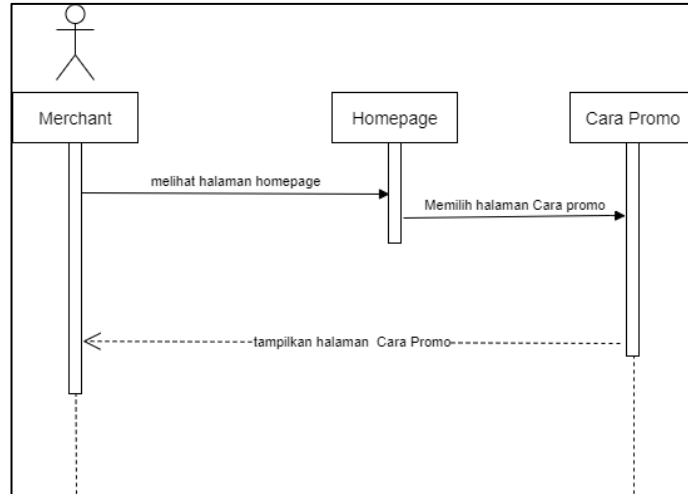 Merchant
Homepage
Cara Promo
melihat halaman homepage
Memilih halaman Cara promo
tampilkan halaman Cara Promo